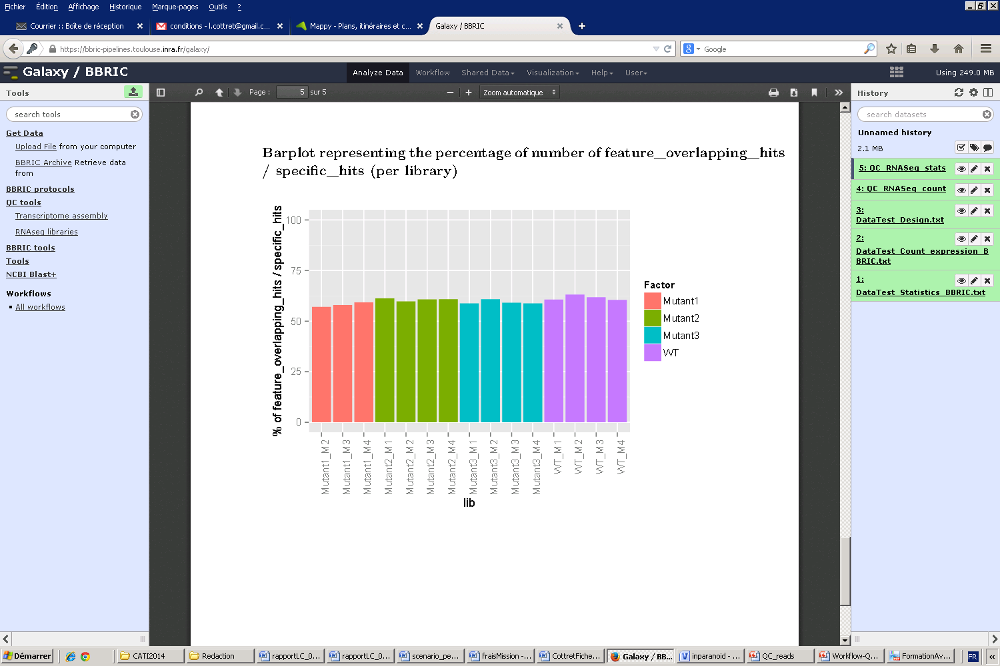 Fichier Édition Affichage Historique Marque-pages Outils ?
Courrier :: Boîte de réception
conditions - l.cottret@gmail.c...
Mappy - Plans, itinéraires et c...
Galaxy / BBRIC
https://bbric-pipelines.toulouse.inra.fr/galaxy/
Google
Galaxy / BBRIC
Analyze Data Workflow Shared Data Visualization Help User
Using 249.0 MB
Tools
search tools
Get Data
Upload File from your computer
BBRIC Archive Retrieve data
from
BBRIC protocols
QC tools
Transcriptome assembly
RNAseq libraries
BBRIC tools
Tools
NCBI Blast+
Workflows
All workflows
Page : 5 sur 5
Zoom automatique
Barplot representing the percentage of number of feature_overlapping_hits
/ specific_hits (per library)
% of feature_overlapping_hits / specific_hits
100
75
50
25
0
Mutant1_M2
Mutant1_M3
Mutant1_M4
Mutant2_M1
Mutant2_M2
Mutant2_M3
Mutant2_M4
Mutant3_M1
Mutant3_M2
Mutant3_M3
Mutant3_M4
WT_M1
WT_M2
WT_M3
WT_M4
lib
Factor
Mutant1
Mutant2
Mutant3
WT
History
search datasets
Unnamed history
2.1 MB
5: QC_RNASeq_stats
4: QC_RNASeq_count
3:
DataTest_Design.txt
2:
DataTest_Count_expression_B
BRIC.txt
1:
DataTest_Statistics_BBRIC.txt
Démarrer
CATI2014
Redaction
rapportLC_0...
rapportLC_0...
scenario_pe...
fraisMission -...
CottretFiche...
Galaxy / BB...
inparanoid - ...
QC_reads
Workflow-Q...
FormationAv...
FR